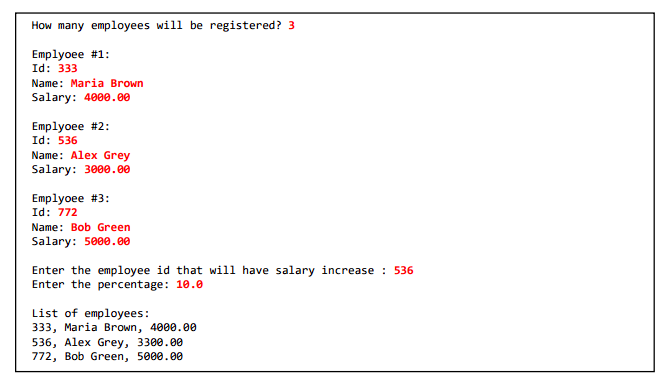 How many employees will be registered? 3
Emplyoee #1:
Id: 333
Name: Maria Brown
Salary: 4000.00
Emplyoee #2:
Id: 536
Name: Alex Grey
Salary: 3000.00
Emplyoee #3:
Id: 772
Name: Bob Green
Salary: 5000.00
Enter the employee id that will have salary increase : 536
Enter the percentage: 10.0
List of employees:
333, Maria Brown, 4000.00
536, Alex Grey, 3300.00
772, Bob Green, 5000.00